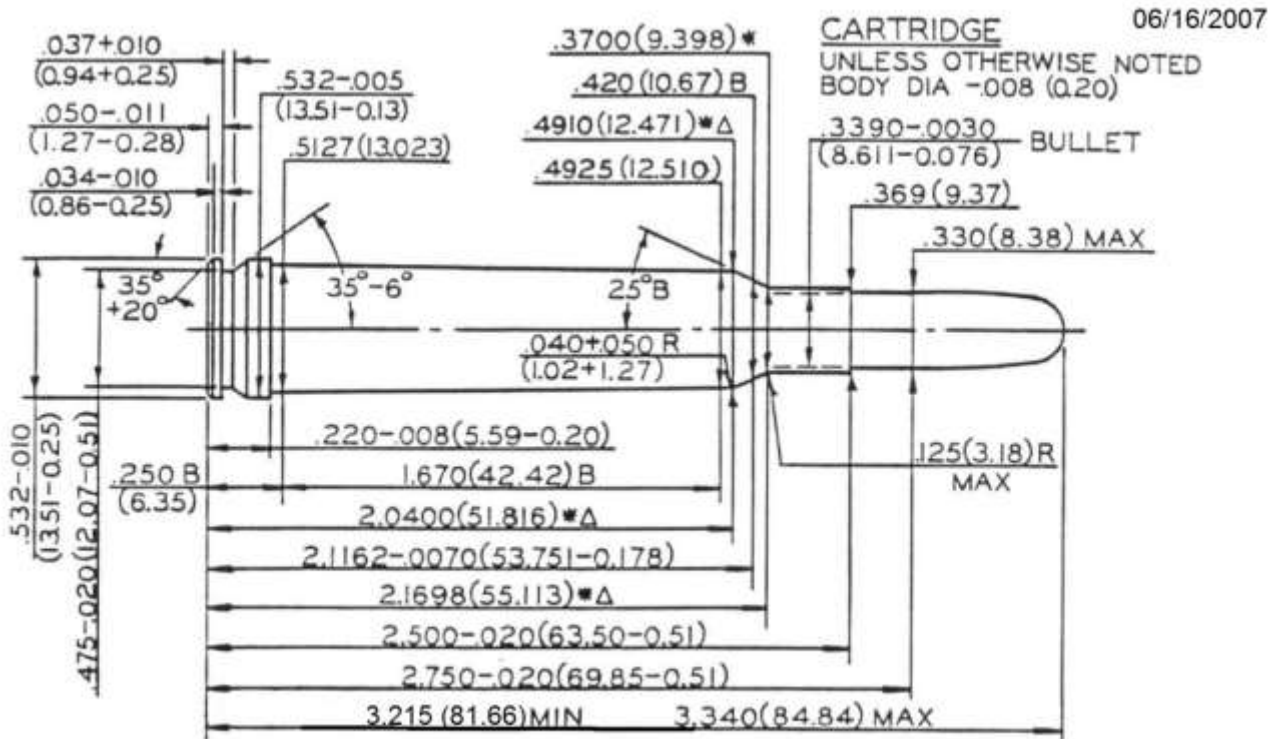 06/16/2007
CARTRIDGE
UNLESS OTHERWISE NOTED
BODY DIA -.008 (0.20)
.037+.010
(0.94+0.25)
.050-.011
(1.27-0.28)
.034-.010
(0.86-0.25)
.532-.005
(13.51-0.13)
.5127(13.023)
.3700(9.398)*
.420(10.67) B
.4910(12.471)*Δ
.4925(12.510)
.3390-.0030
(8.611-0.076)
BULLET
.369(9.37)
.330(8.38) MAX
35°
+20°
35°-6°
25°B
.040+.050 R
(1.02+1.27)
.532-.010
(13.51-0.25)
.475-.020(12.07-0.51)
.220-.008(5.59-0.20)
.125(3.18)R
MAX
.250 B
(6.35)
1.670(42.42) B
2.0400(51.816)*Δ
2.1162-.0070(53.751-0.178)
2.1698(55.113)*Δ
2.500-.020(63.50-0.51)
2.750-.020(69.85-0.51)
3.215 (81.66) MIN
3.340(84.84) MAX